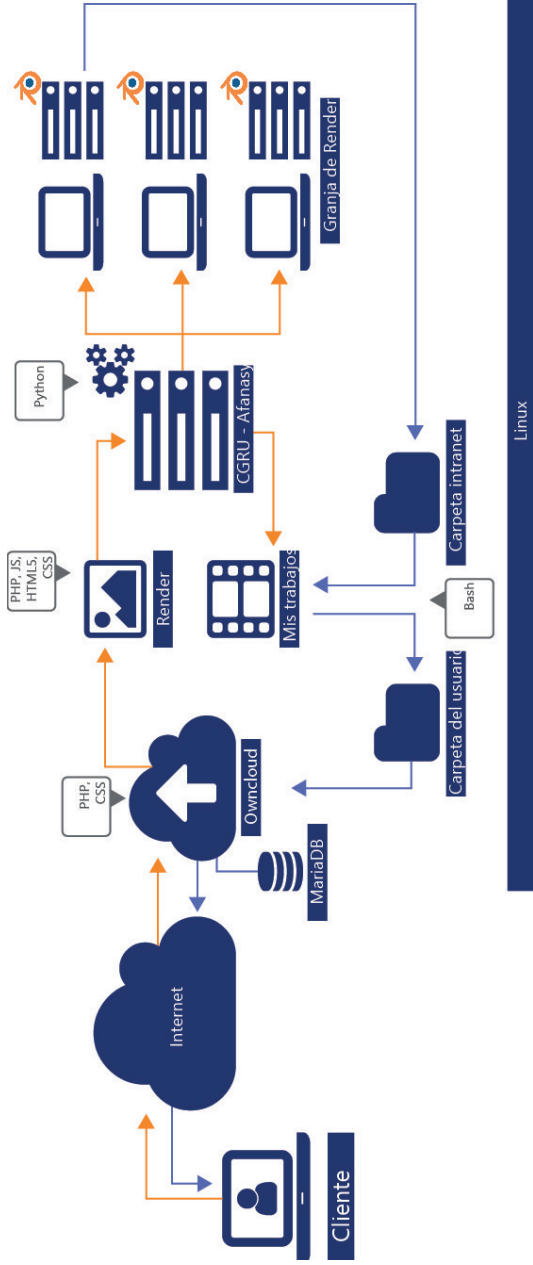 Cliente
Internet
PHP,
CSS
Owncloud
MariaDB
PHP, JS,
HTML5,
CSS
Render
Python
CGRU - Afanasy
Mis trabajos
Granja de Render
Carpeta del usuario
Bash
Carpeta intranet
Linux